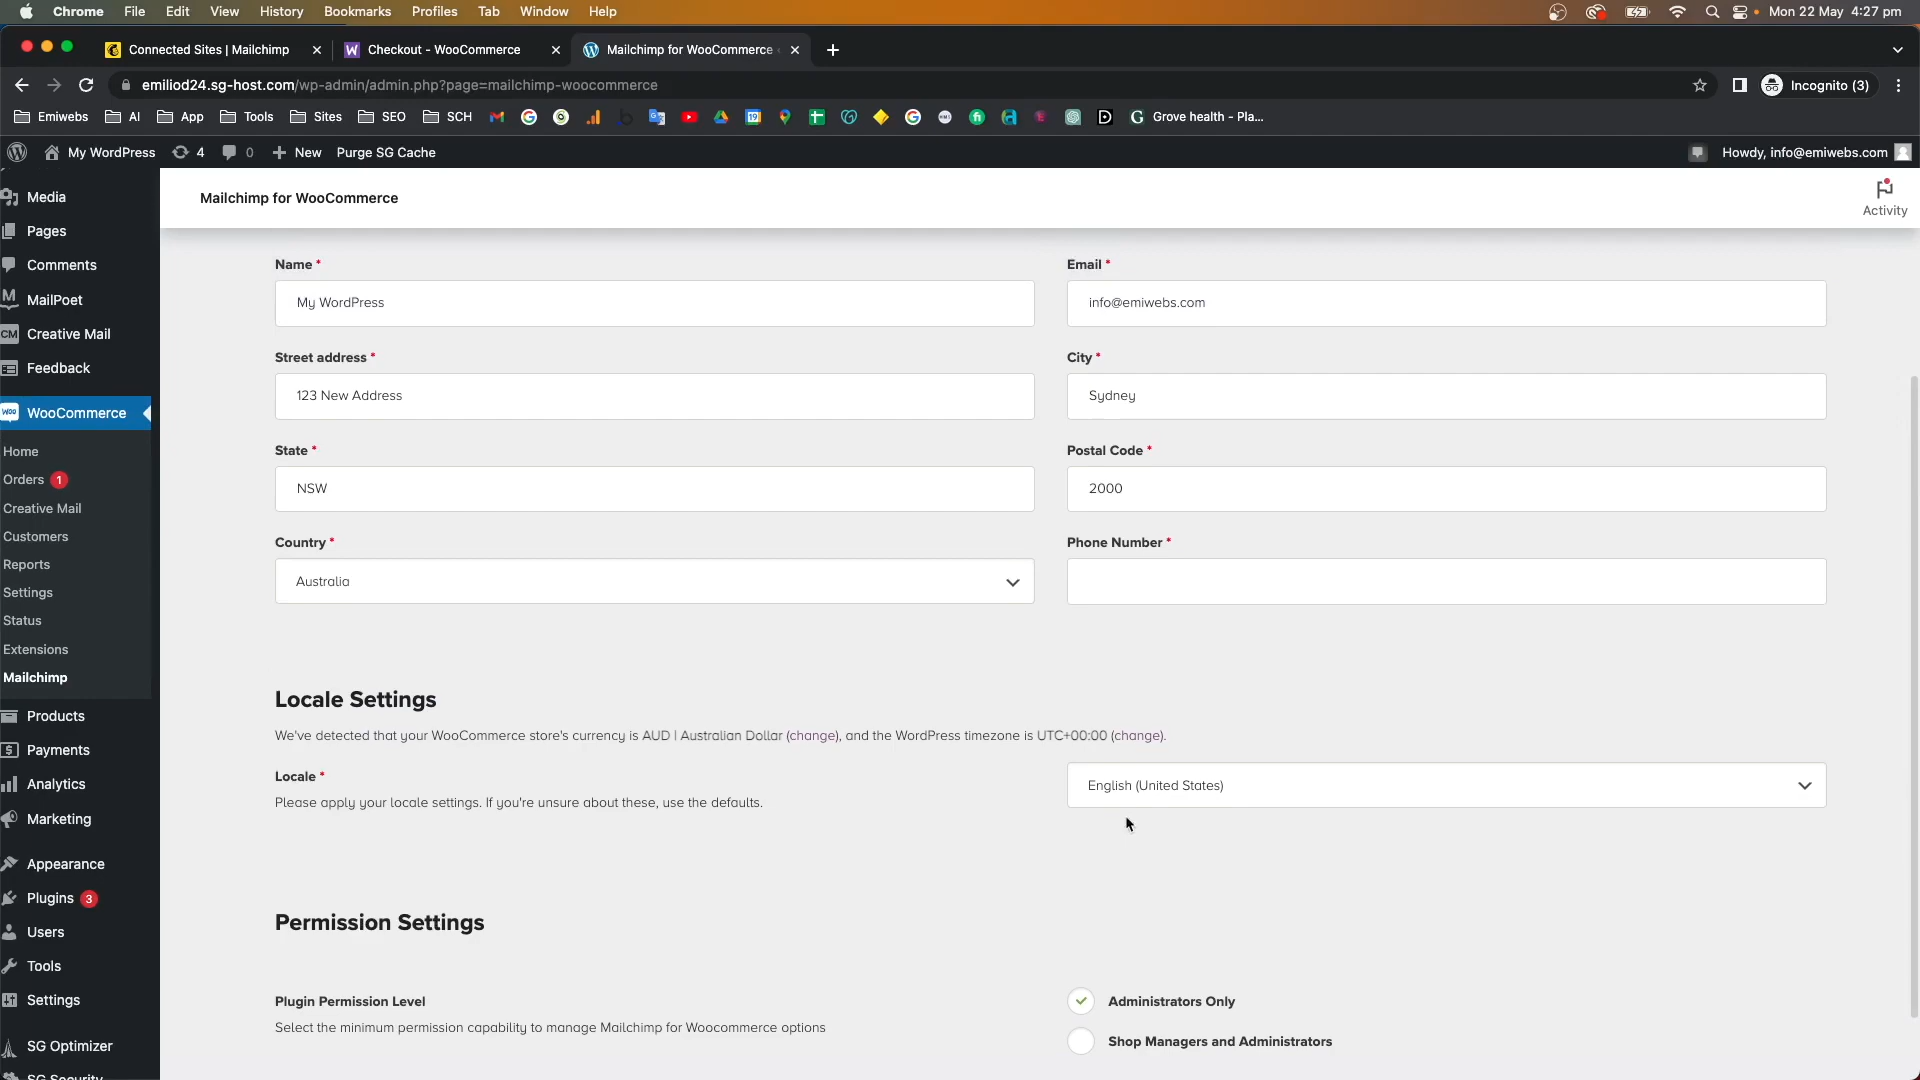 Chrome File Edit View History Bookmarks Profiles Tab Window Help Mon 22 May 4:27 pm
Connected Sites | Mailchimp Checkout - WooCommerce Mailchimp for WooCommerce
emiliod24.sg-host.com/wp-admin/admin.php?page=mailchimp-woocommerce Incognito (3)
Emiwebs AI App Tools Sites SEO SCH Grove health - Pla...
My WordPress 4 0 New Purge SG Cache Howdy, info@emiwebs.com
Mailchimp for WooCommerce
Activity
Media
Pages
Comments
MailPoet
Creative Mail
Feedback
WooCommerce
Home
Orders 1
Creative Mail
Customers
Reports
Settings
Status
Extensions
Mailchimp
Products
Payments
Analytics
Marketing
Appearance
Plugins 3
Users
Tools
Settings
SG Optimizer
SG Security
Name * Email *
My WordPress info@emiwebs.com
Street address * City *
123 New Address Sydney
State * Postal Code *
NSW 2000
Country * Phone Number *
Australia
Locale Settings
We've detected that your WooCommerce store's currency is AUD | Australian Dollar (change), and the WordPress timezone is UTC+00:00 (change).
Locale * English (United States)
Please apply your locale settings. If you're unsure about these, use the defaults.
Permission Settings
Plugin Permission Level Administrators Only
Select the minimum permission capability to manage Mailchimp for Woocommerce options
Shop Managers and Administrators